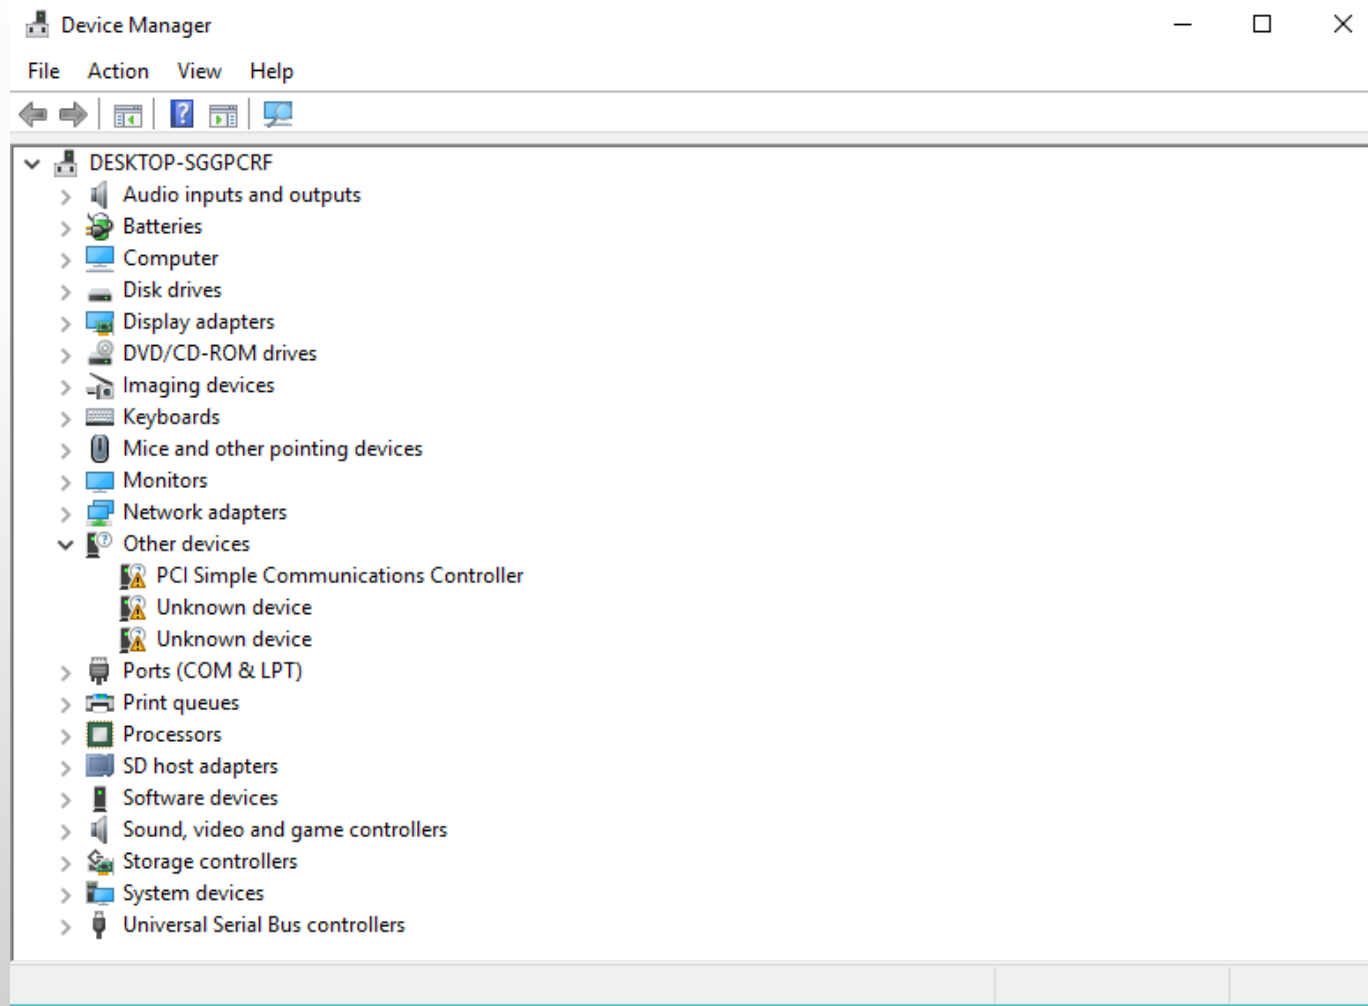 Device Manager
File Action View Help
DESKTOP-SGGPCRF
Audio inputs and outputs
Batteries
Computer
Disk drives
Display adapters
DVD/CD-ROM drives
Imaging devices
Keyboards
Mice and other pointing devices
Monitors
Network adapters
Other devices
PCI Simple Communications Controller
Unknown device
Unknown device
Ports (COM & LPT)
Print queues
Processors
SD host adapters
Software devices
Sound, video and game controllers
Storage controllers
System devices
Universal Serial Bus controllers